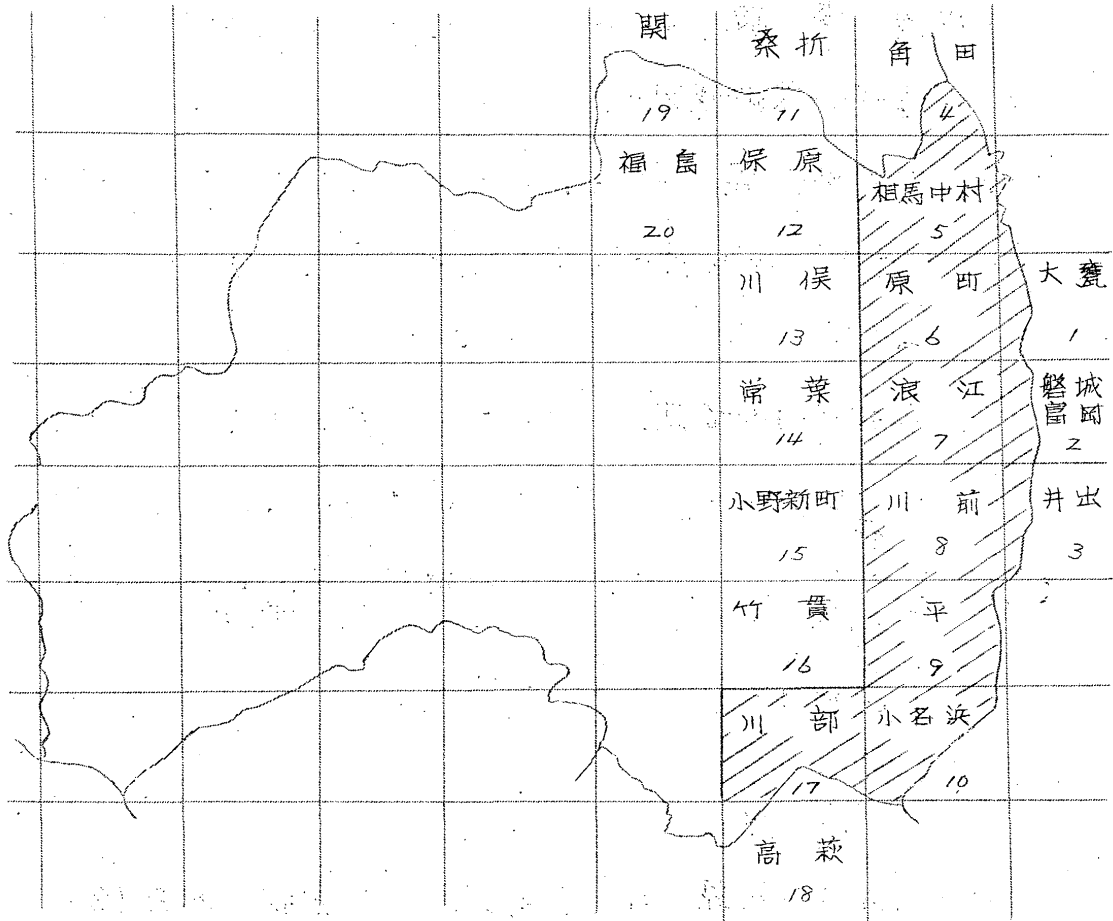 関 桑折 角田
19 11 4
福島 保原 相馬中村
20 12 5
川俣 原町 大甕
13 6 1
常葉 浪江 磐城富岡
14 7 2
小野新町 川前 井出
15 8 3
竹貫 平
16 9
川部 小名浜
17 10
高萩
18